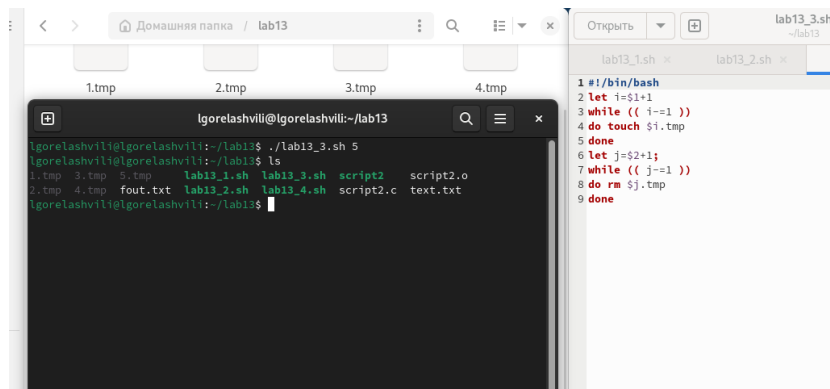 Домашняя папка / lab13
1.tmp 2.tmp 3.tmp 4.tmp
lgorelashvili@lgorelashvili:~/lab13
lgorelashvili@lgorelashvili:~/lab13$ ./lab13_3.sh 5
lgorelashvili@lgorelashvili:~/lab13$ ls
1.tmp 3.tmp 5.tmp lab13_1.sh lab13_3.sh script2 script2.o
2.tmp 4.tmp fout.txt lab13_2.sh lab13_4.sh script2.c text.txt
lgorelashvili@lgorelashvili:~/lab13$
Открыть lab13_3.sh
~/lab13
lab13_1.sh × lab13_2.sh ×
1 #!/bin/bash
2 let i=$1+1
3 while (( i-=1 ))
4 do touch $i.tmp
5 done
6 let j=$2+1;
7 while (( j-=1 ))
8 do rm $j.tmp
9 done